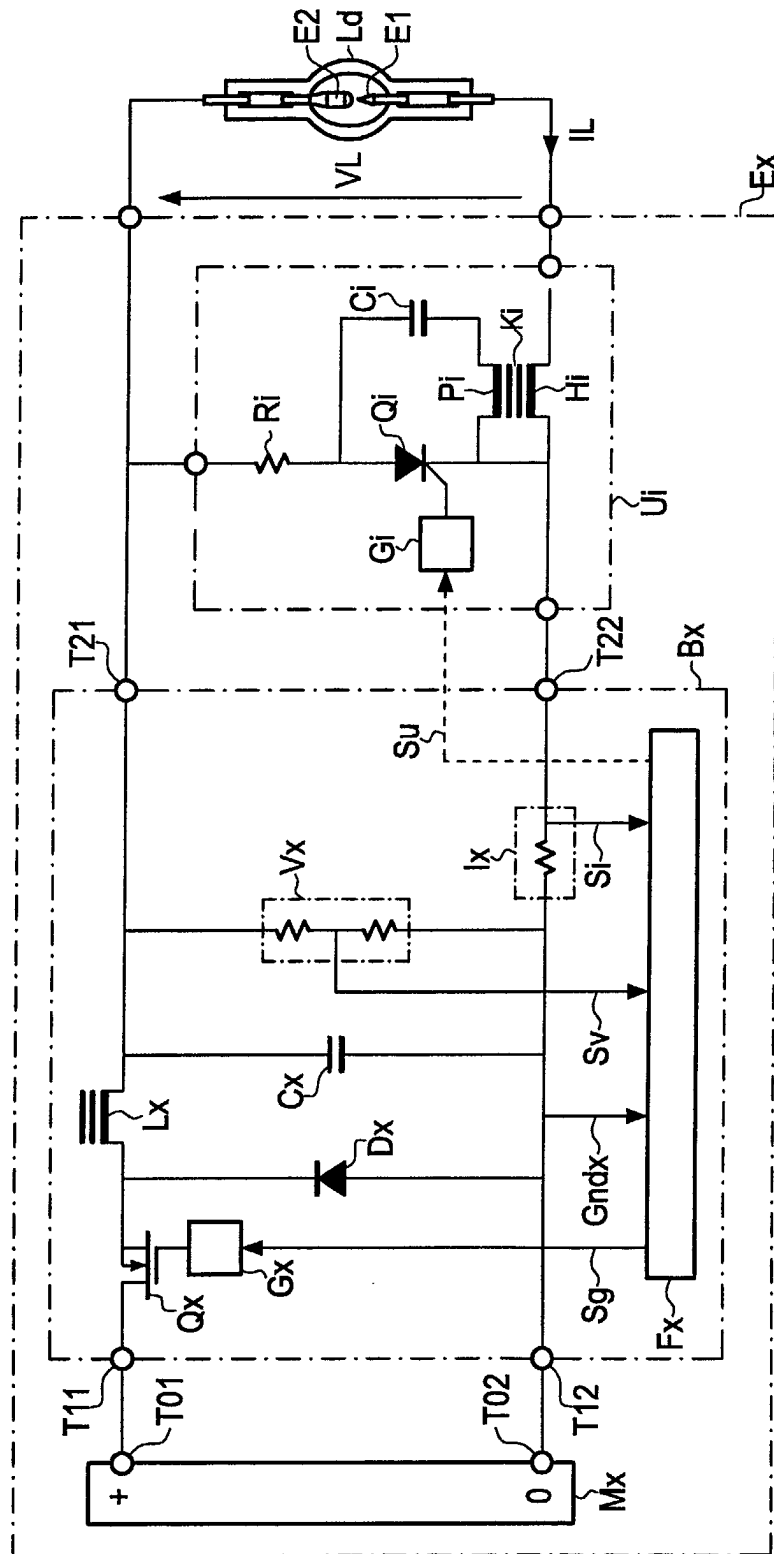 E2
Ld
E1
VL
IL
Ex
Ci
Pi
Ki
Hi
Ri
Qi
Gi
Ui
T21
T22
Su
Bx
Vx
Ix
Si
Sv
Cx
Lx
Dx
Gndx
Gx
Qx
Sg
Fx
T11
T12
T01
T02
+
0
Mx